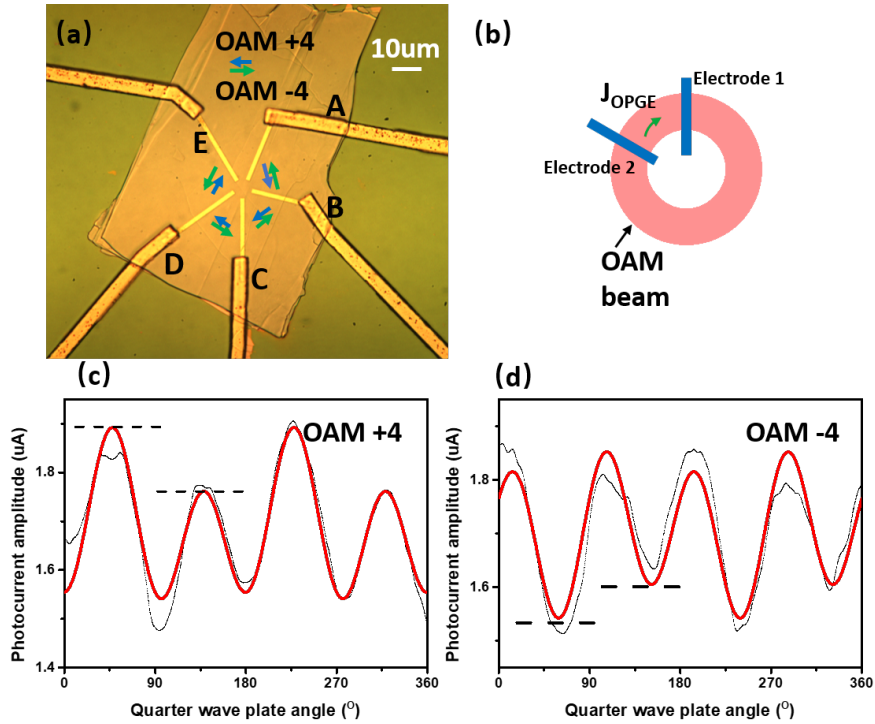 (a)
OAM +4
OAM -4
10um
A
E
B
D
C
(b)
Electrode 1
J_OPGE
Electrode 2
OAM
beam
(c)
OAM +4
Photocurrent amplitude (uA)
1.8
1.6
1.4
0 90 180 270 360
Quarter wave plate angle (°)
(d)
OAM -4
Photocurrent amplitude (uA)
1.8
1.6
0 90 180 270 360
Quarter wave plate angle (°)